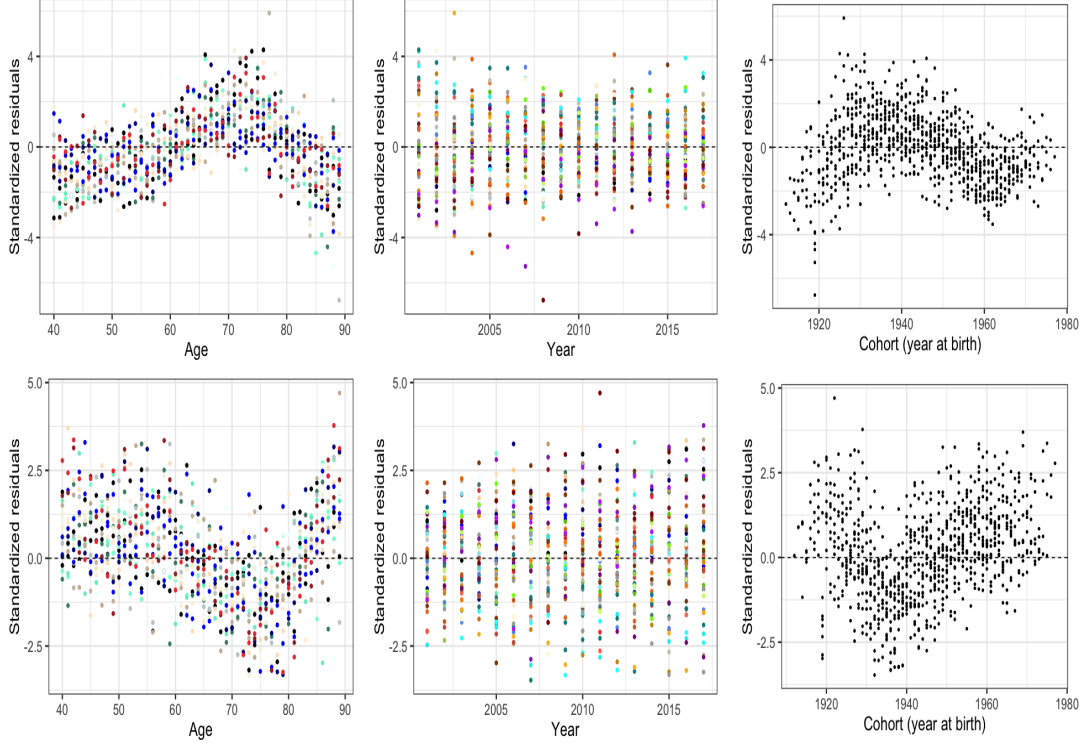 Standardized residuals
4
0
-4
40 50 60 70 80 90
Age
Standardized residuals
4
0
-4
2005 2010 2015
Year
Standardized residuals
4
0
-4
1920 1940 1960 1980
Cohort (year at birth)
Standardized residuals
5.0
2.5
0.0
-2.5
40 50 60 70 80 90
Age
Standardized residuals
5.0
2.5
0.0
-2.5
2005 2010 2015
Year
Standardized residuals
5.0
2.5
0.0
-2.5
1920 1940 1960 1980
Cohort (year at birth)